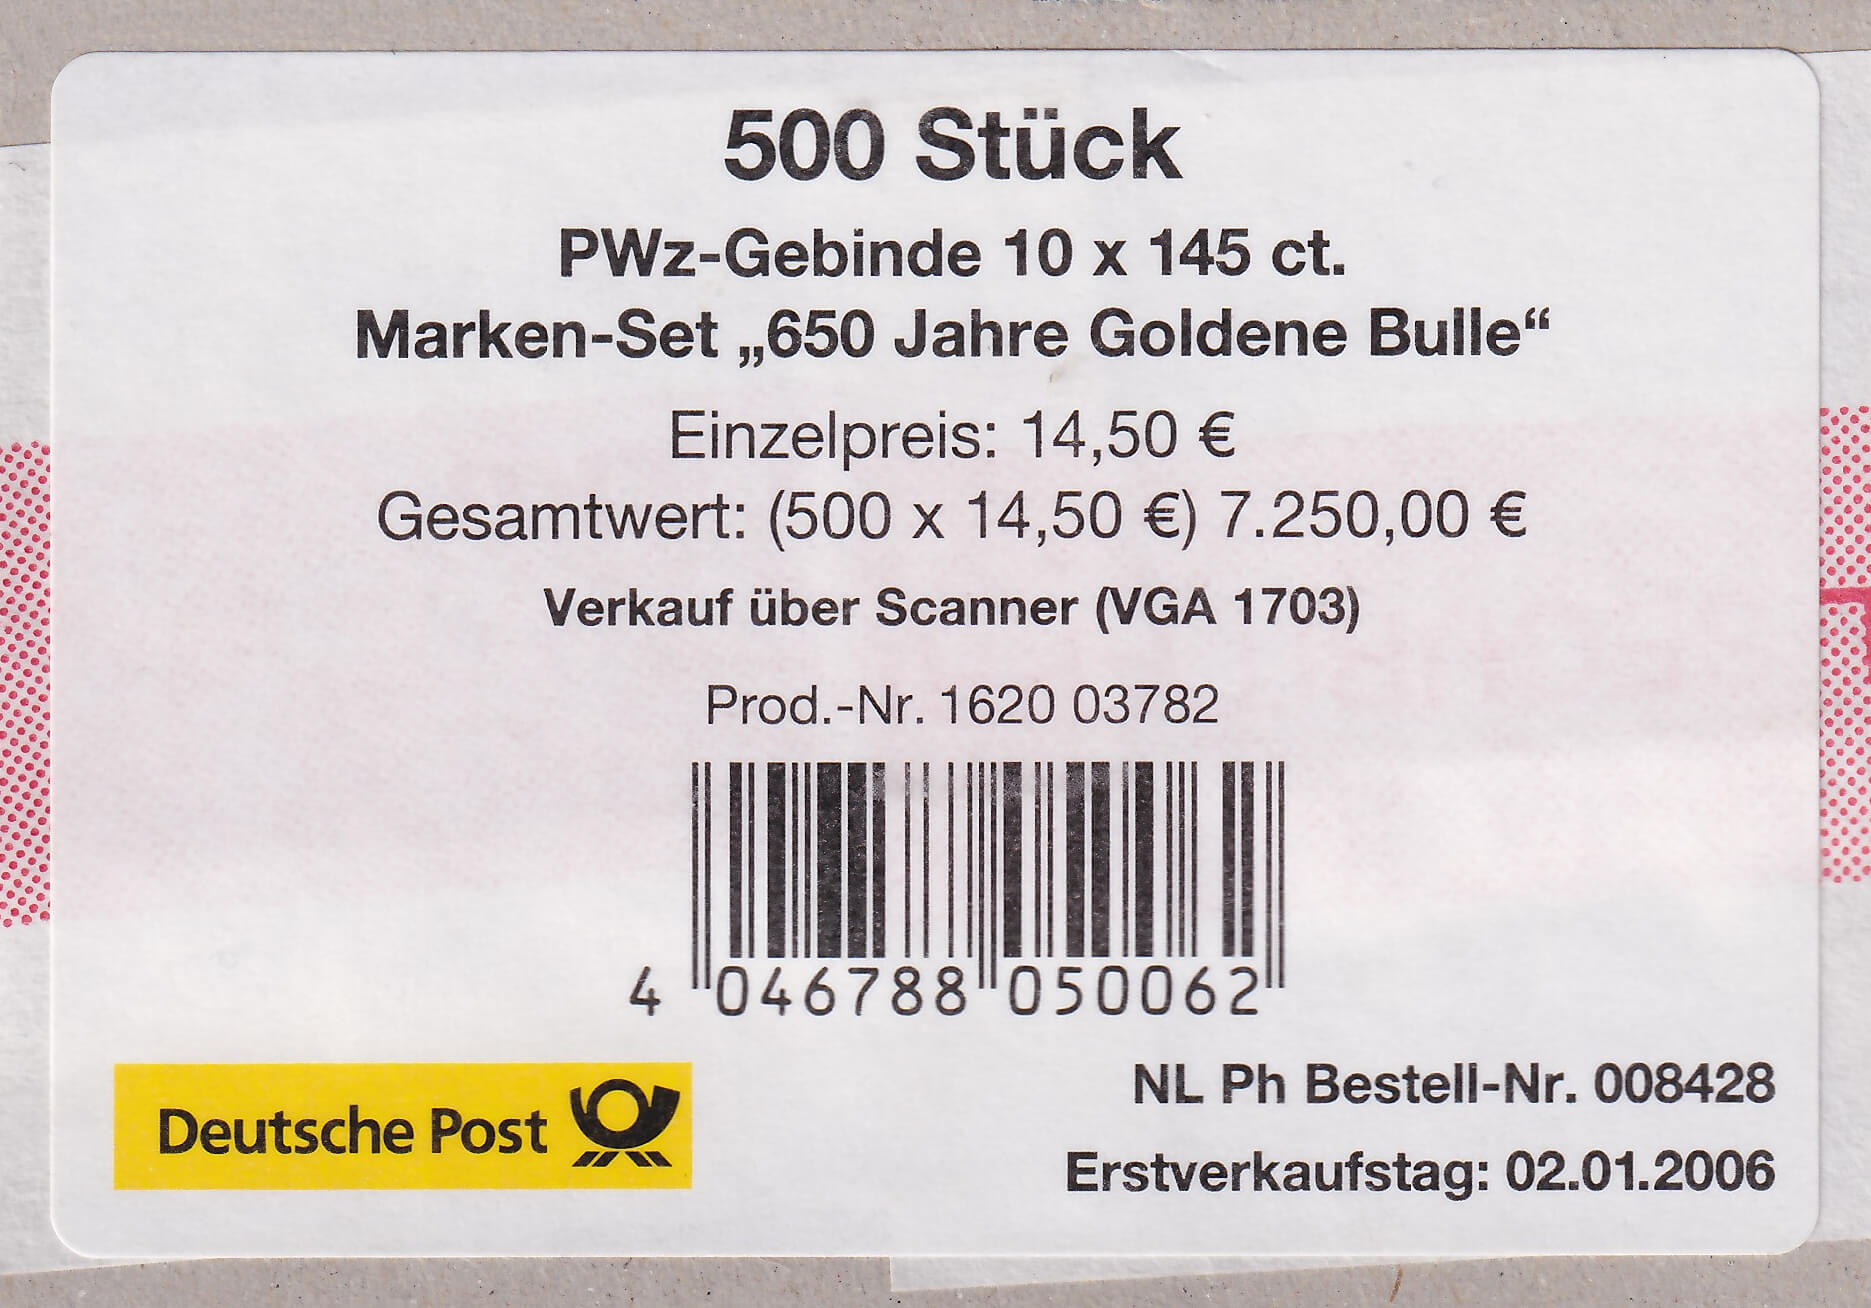 500 Stück
PWz-Gebinde 10 x 145 ct.
Marken-Set „650 Jahre Goldene Bulle“
Einzelpreis: 14,50 €
Gesamtwert: (500 x 14,50 €) 7.250,00 €
Verkauf über Scanner (VGA 1703)
Prod.-Nr. 1620 03782
4 046788 050062
Deutsche Post
NL Ph Bestell-Nr. 008428
Erstverkaufstag: 02.01.2006